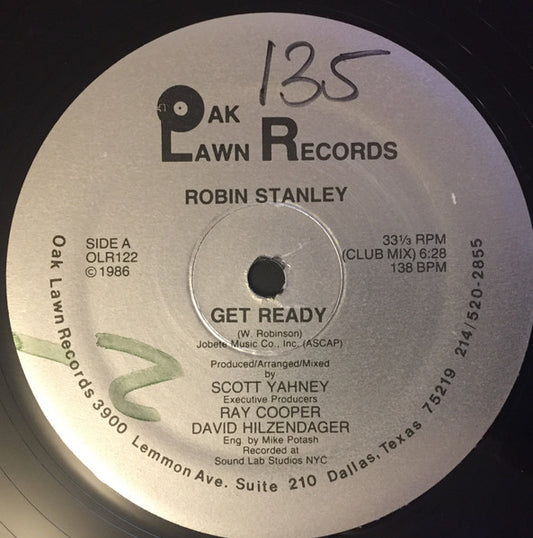 135
OAK
LAWN RECORDS
ROBIN STANLEY
SIDE A
OLR122
© 1986
33⅓ RPM
(CLUB MIX) 6:28
138 BPM
GET READY
(W. Robinson)
Jobete Music Co., Inc. (ASCAP)
Produced/Arranged/Mixed
by
SCOTT YAHNEY
Executive Producers
RAY COOPER
DAVID HILZENDAGER
Eng. by Mike Potash
Recorded at
Sound Lab Studios NYC
Oak Lawn Records 3900 Lemmon Ave. Suite 210 Dallas, Texas 75219 214/520-2855